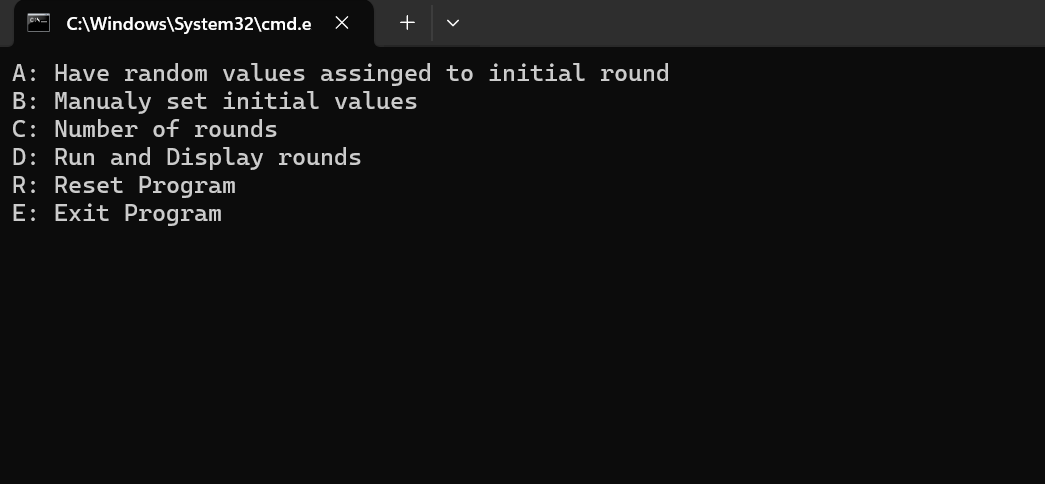 C:\Windows\System32\cmd.e
A: Have random values assinged to initial round
B: Manualy set initial values
C: Number of rounds
D: Run and Display rounds
R: Reset Program
E: Exit Program